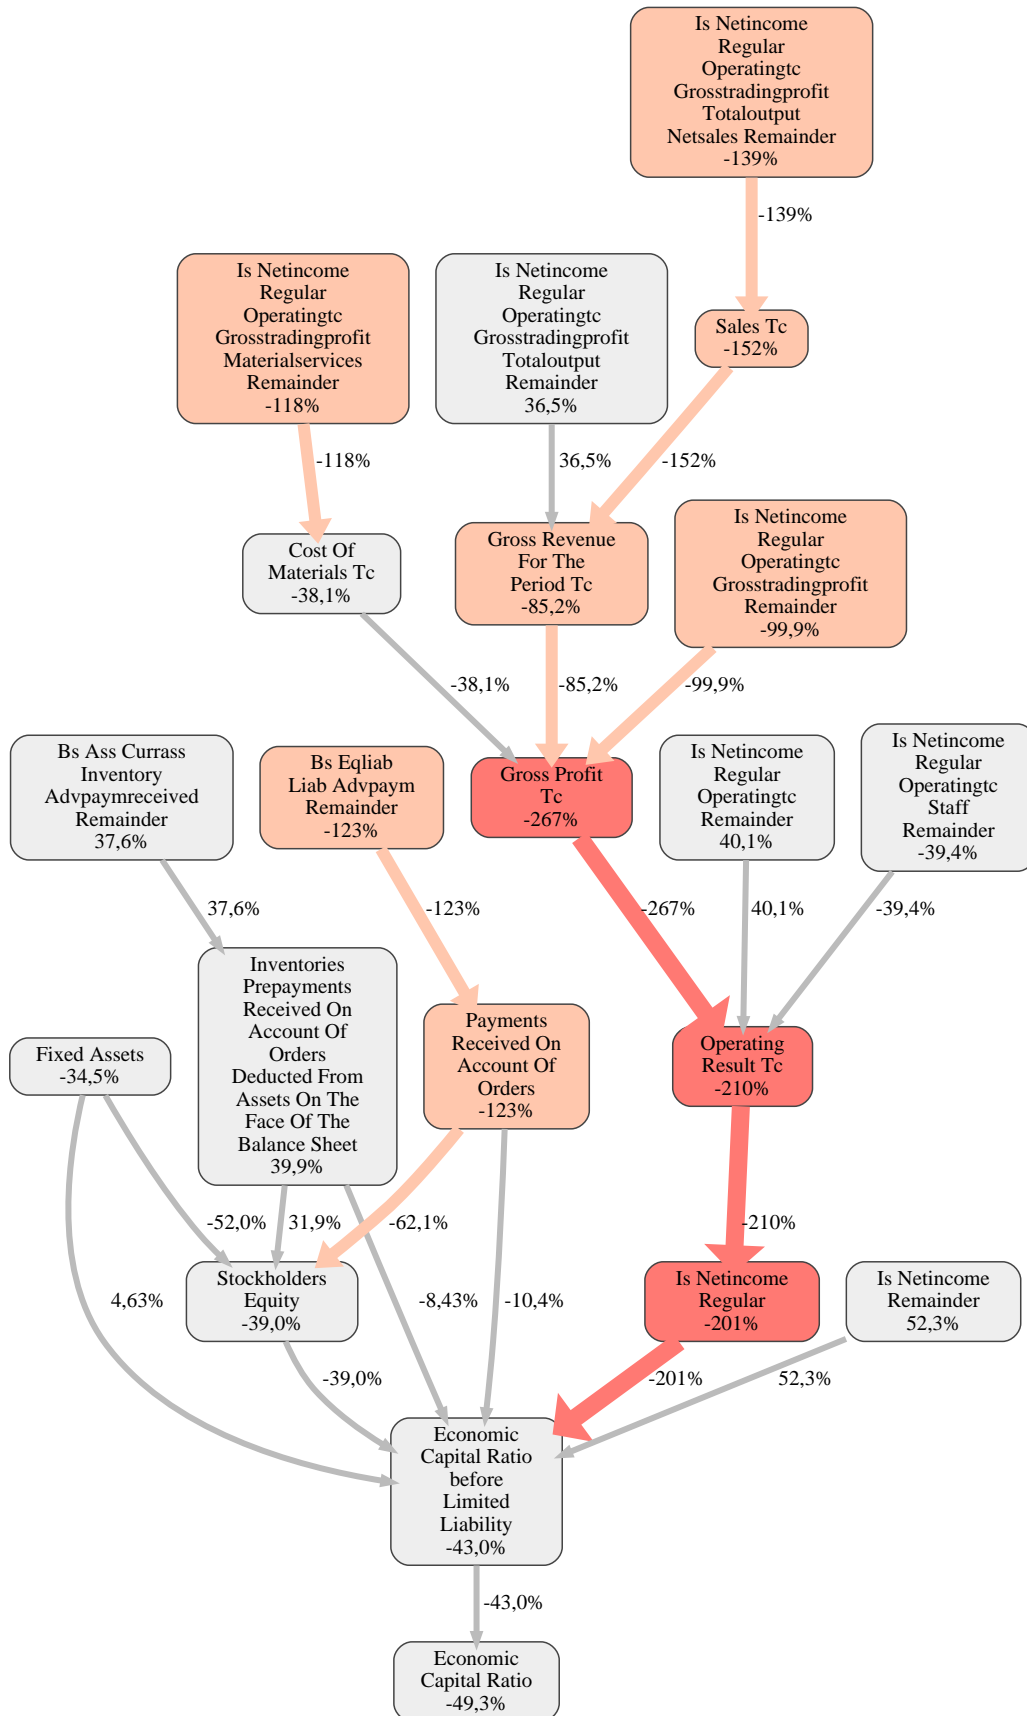 Is Netincome
Regular
Operatingtc
Grosstradingprofit
Totaloutput
Netsales Remainder
-139%
-139%
Is Netincome
Regular
Operatingtc
Grosstradingprofit
Materialservices
Remainder
-118%
Is Netincome
Regular
Operatingtc
Grosstradingprofit
Totaloutput
Remainder
36,5%
Sales Tc
-152%
-118%
36,5%
-152%
Cost Of
Materials Tc
-38,1%
Gross Revenue
For The
Period Tc
-85,2%
Is Netincome
Regular
Operatingtc
Grosstradingprofit
Remainder
-99,9%
-38,1%
-85,2%
-99,9%
Bs Ass Currass
Inventory
Advpaymreceived
Remainder
37,6%
Bs Eqliab
Liab Advpaym
Remainder
-123%
Gross Profit
Tc
-267%
Is Netincome
Regular
Operatingtc
Remainder
40,1%
Is Netincome
Regular
Operatingtc
Staff
Remainder
-39,4%
37,6%
-123%
-267%
40,1%
-39,4%
Fixed Assets
-34,5%
Inventories
Prepayments
Received On
Account Of
Orders
Deducted From
Assets On The
Face Of The
Balance Sheet
39,9%
Payments
Received On
Account Of
Orders
-123%
Operating
Result Tc
-210%
-52,0%
31,9%
-62,1%
-210%
4,63%
Stockholders
Equity
-39,0%
-8,43%
-10,4%
Is Netincome
Regular
-201%
Is Netincome
Remainder
52,3%
-39,0%
-201%
52,3%
Economic
Capital Ratio
before
Limited
Liability
-43,0%
-43,0%
Economic
Capital Ratio
-49,3%